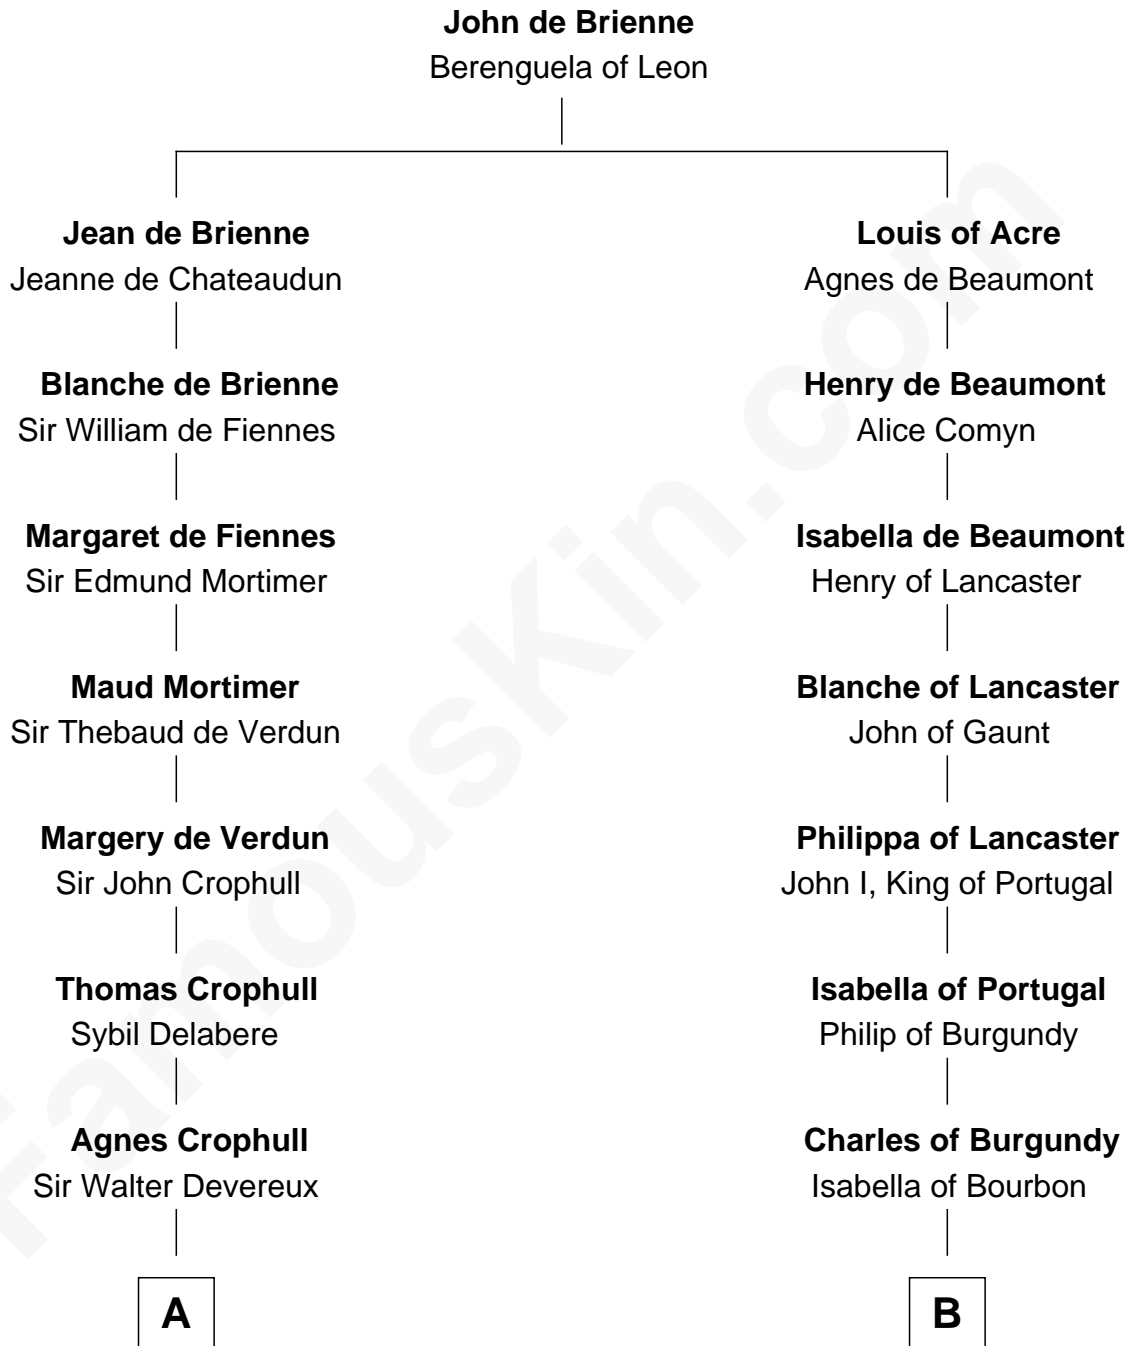 John de Brienne
Berenguela of Leon
Jean de Brienne
Jeanne de Chateaudun
Louis of Acre
Agnes de Beaumont
Blanche de Brienne
Sir William de Fiennes
Henry de Beaumont
Alice Comyn
Margaret de Fiennes
Sir Edmund Mortimer
Isabella de Beaumont
Henry of Lancaster
Maud Mortimer
Sir Thebaud de Verdun
Blanche of Lancaster
John of Gaunt
Margery de Verdun
Sir John Crophull
Philippa of Lancaster
John I, King of Portugal
Thomas Crophull
Sybil Delabere
Isabella of Portugal
Philip of Burgundy
Agnes Crophull
Sir Walter Devereux
Charles of Burgundy
Isabella of Bourbon
A
B
FamousKin.com